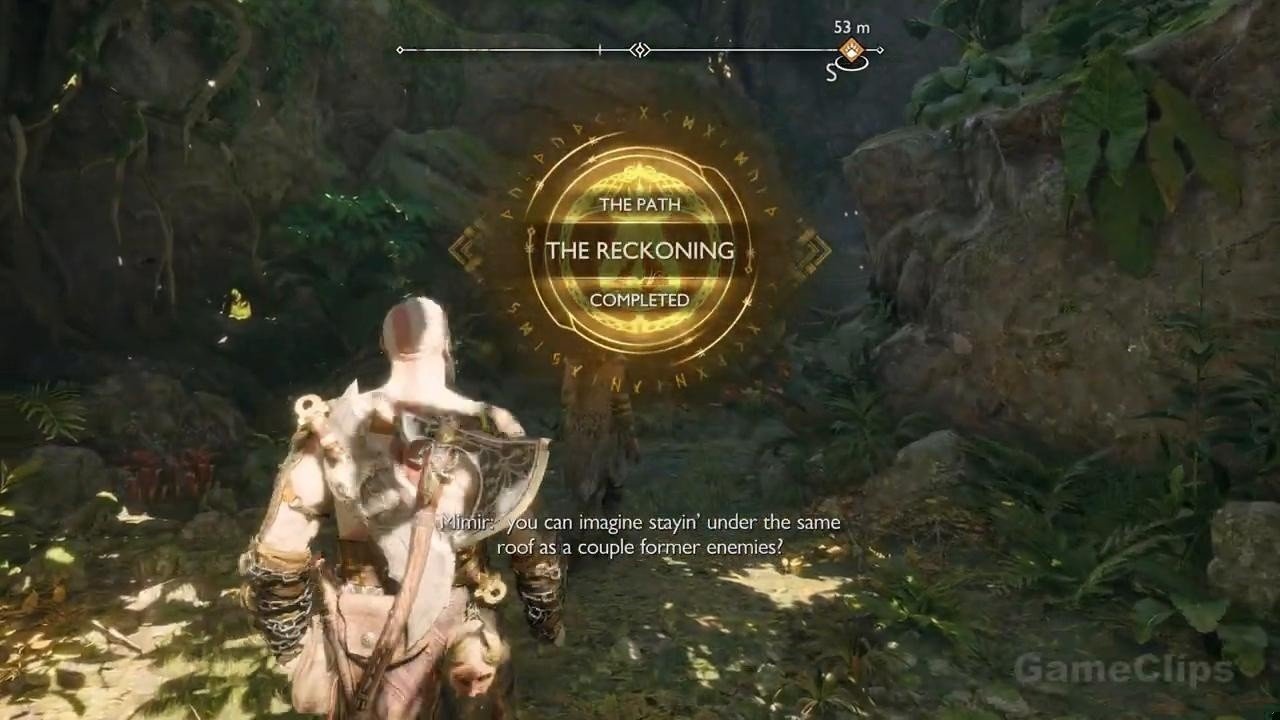 53 m
S
THE PATH
THE RECKONING
COMPLETED
Mimir: you can imagine stayin' under the same
roof as a couple former enemies?
GameClips